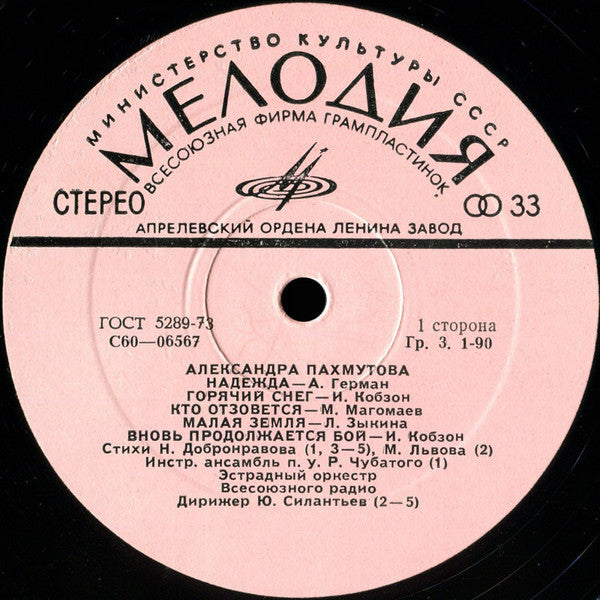 МИНИСТЕРСТВО КУЛЬТУРЫ СССР
МЕЛОДИЯ
ВСЕСОЮЗНАЯ ФИРМА ГРАМПЛАСТИНОК
СТЕРЕО
33
АПРЕЛЕВСКИЙ ОРДЕНА ЛЕНИНА ЗАВОД
ГОСТ 5289-73
1 сторона
С60—06567
Гр. 3. 1-90
АЛЕКСАНДРА ПАХМУТОВА
НАДЕЖДА—А. Герман
ГОРЯЧИЙ СНЕГ—И. Кобзон
КТО ОТЗОВЕТСЯ—М. Магомаев
МАЛАЯ ЗЕМЛЯ—Л. Зыкина
ВНОВЬ ПРОДОЛЖАЕТСЯ БОЙ—И. Кобзон
Стихи Н. Добронравова (1, 3—5), М. Львова (2)
Инстр. ансамбль п. у. Р. Чубатого (1)
Эстрадный оркестр
Всесоюзного радио
Дирижер Ю. Силантьев (2—5)